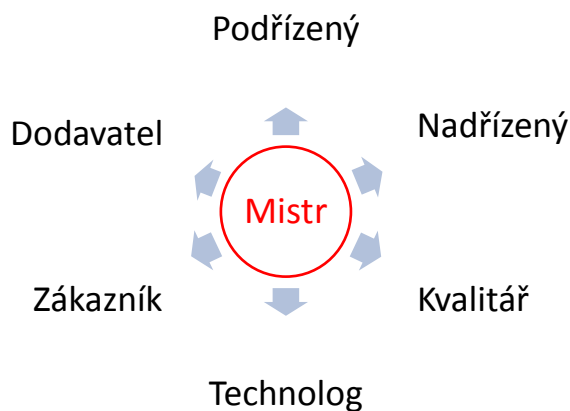 Podřízený
Dodavatel
Nadřízený
Mistr
Zákazník
Kvalitář
Technolog